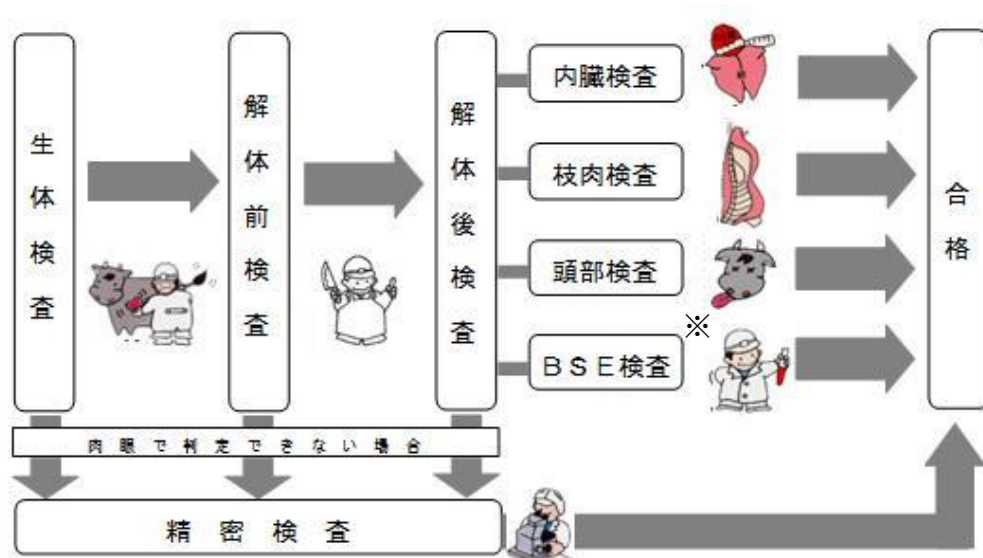 生体検査
解体前検査
解体後検査
内臓検査
枝肉検査
頭部検査
※
ＢＳＥ検査
合格
肉眼で判定できない場合
精密検査